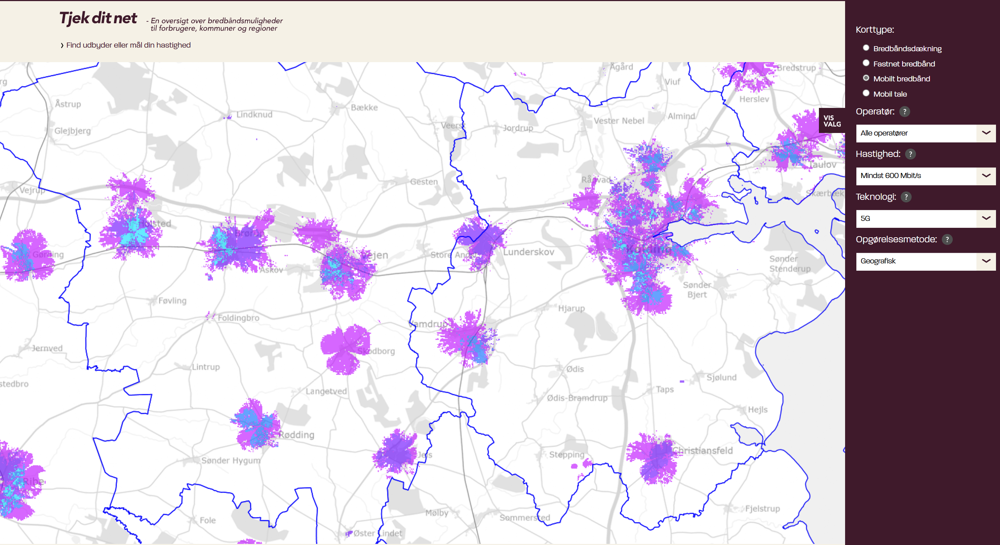 Tjek dit net
- En oversigt over bredbåndsmuligheder
til forbrugere, kommuner og regioner
› Find udbyder eller mål din hastighed
Korttype:
Bredbåndsdækning
Fastnet bredbånd
Mobilt bredbånd
Mobil tale
Operatør: ?
Alle operatører
Hastighed: ?
Mindst 600 Mbit/s
Teknologi: ?
5G
Opgørelsesmetode: ?
Geografisk
VIS
VALG
Ågård
Bredstrup
rg
Viuf
Herslev
Åstrup
Bække
Lindknud
Almind
Vester Nebel
Veerst
Jordrup
Glejbjerg
Taulov
Gesten
Vejrup
Skærbæk
Holsted
Brørup
Kolding
Gørding
Vejen
Lunderskov
Sønder
Stenderup
Askov
Sønder
Bjert
Føvling
Hjarup
Foldingbro
Vamdrup
Jernved
Skodborg
Lintrup
Ødis
Sjølund
stedbro
Langetved
Taps
Ødis-Bramdrup
Hejls
Rødding
Christiansfeld
Stepping
Jels
Sønder Hygum
Ribe
Fjelstrup
Mølby
Sommersted
Fole
Øster Lindet